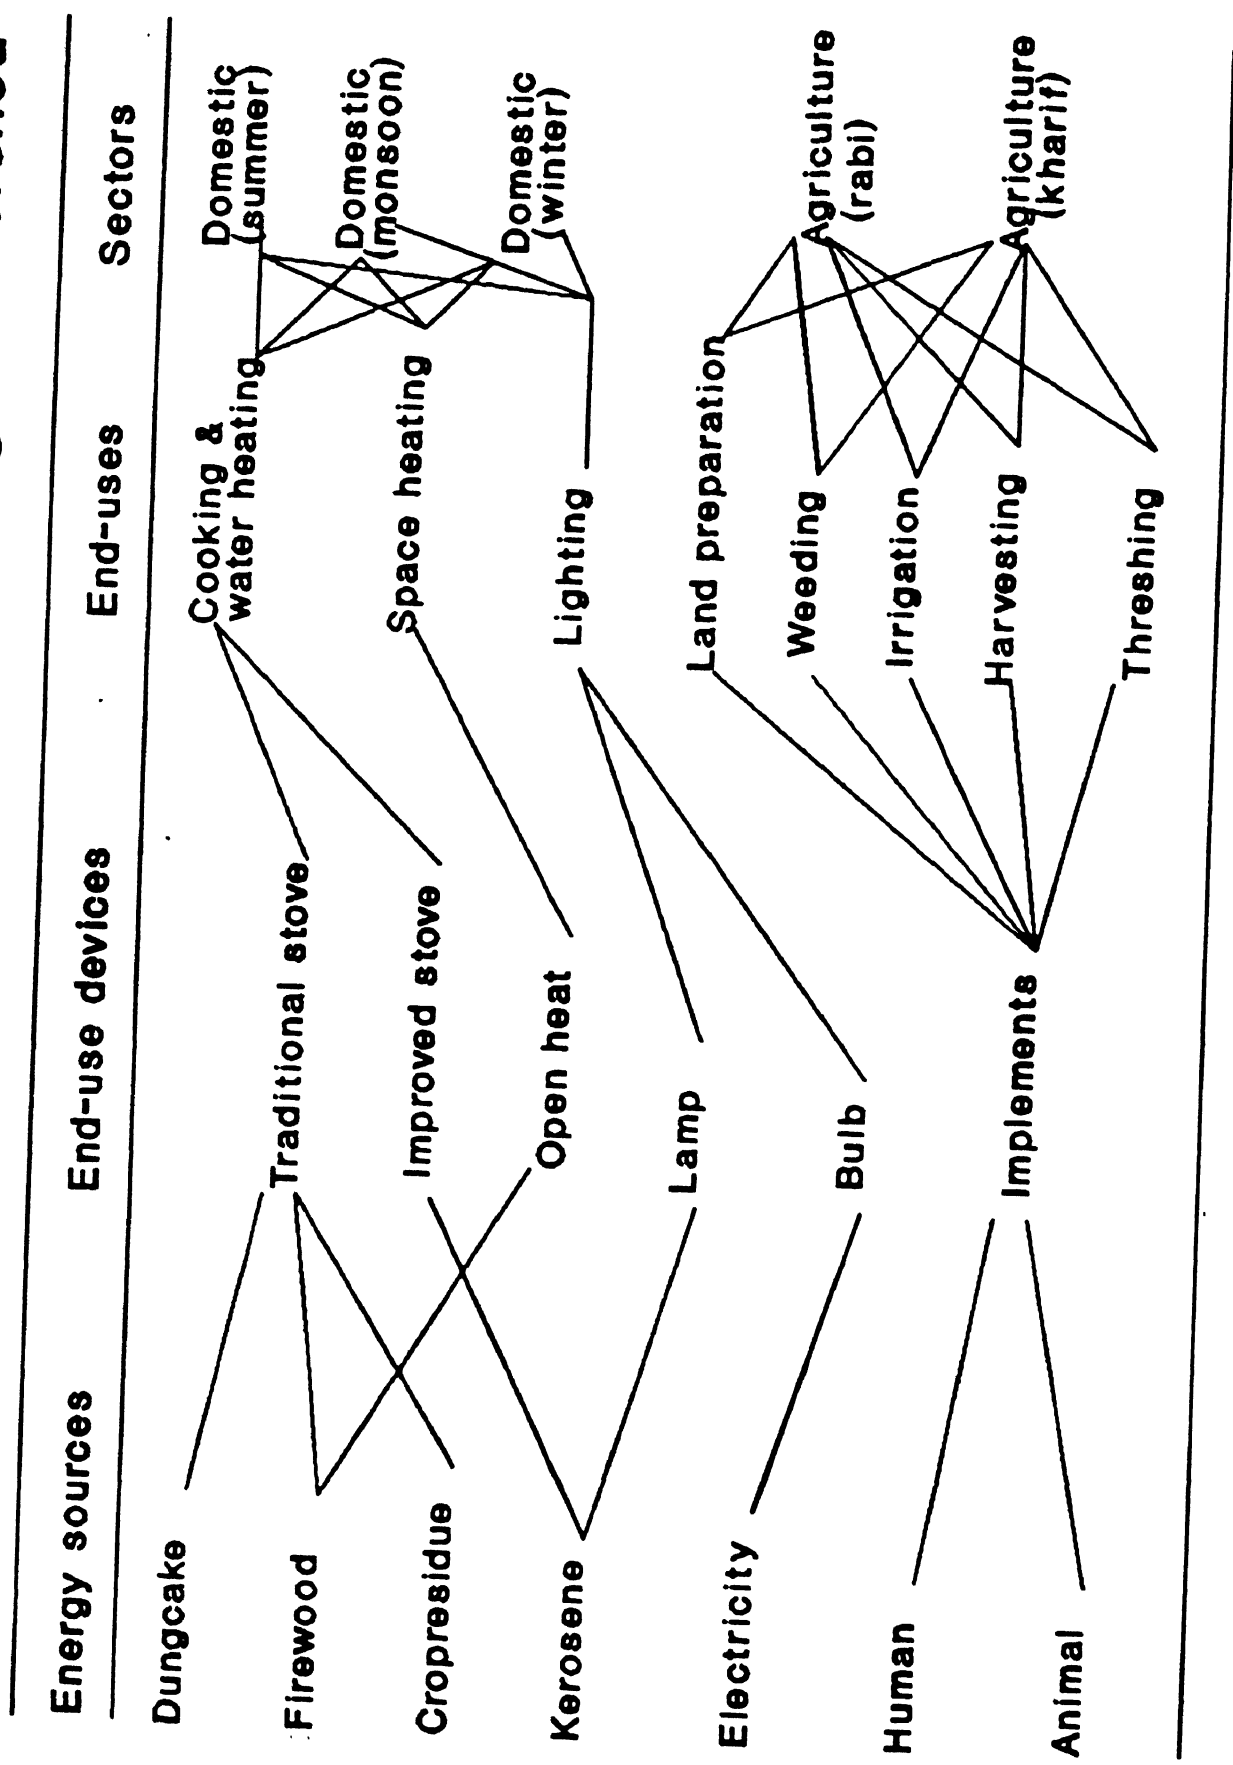 Energy sources
End-use devices
End-uses
Sectors
Dungcake
Firewood
Cropresidue
Kerosene
Electricity
Human
Animal
Traditional stove
Improved stove
Open heat
Lamp
Bulb
Implements
Cooking &
water heating
Space heating
Lighting
Land preparation
Weeding
Irrigation
Harvesting
Threshing
Domestic
(summer)
Domestic
(monsoon)
Domestic
(winter)
Agriculture
(rabi)
Agriculture
(kharif)